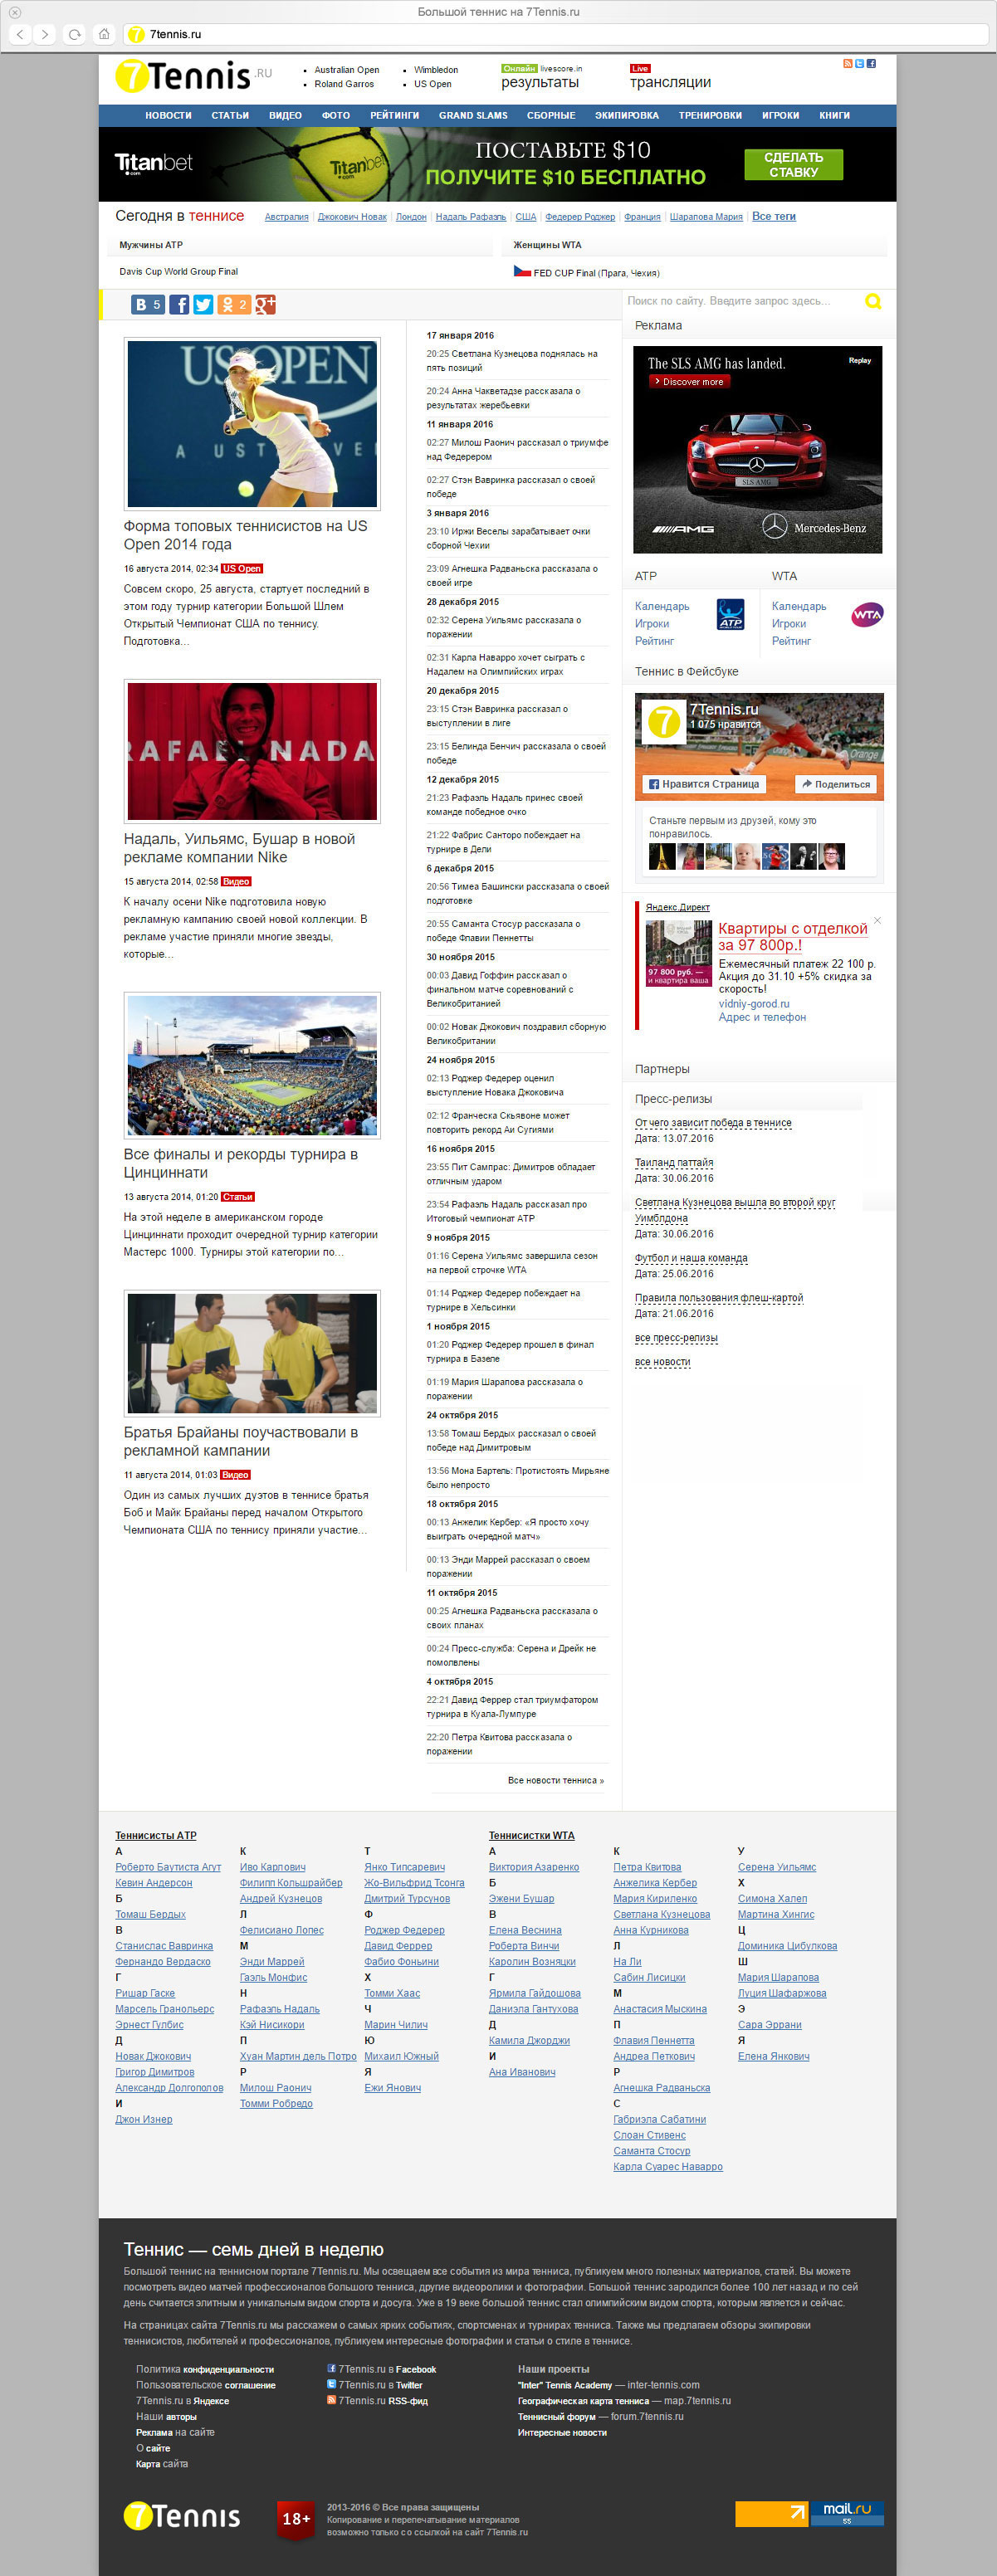 Большой теннис на 7Tennis.ru
7tennis.ru
7Tennis.RU
Australian Open
Roland Garros
Wimbledon
US Open
Онлайн livescore.in
результаты
Live
трансляции
НОВОСТИ СТАТЬИ ВИДЕО ФОТО РЕЙТИНГИ GRAND SLAMS СБОРНЫЕ ЭКИПИРОВКА ТРЕНИРОВКИ ИГРОКИ КНИГИ
Titanbet
.com
Titanbet
.com
ПОСТАВЬТЕ $10
ПОЛУЧИТЕ $10 БЕСПЛАТНО
СДЕЛАТЬ
СТАВКУ
Сегодня в теннисе
Австралия | Джокович Новак | Лондон | Надаль Рафаэль | США | Федерер Роджер | Франция | Шарапова Мария | Все теги
Мужчины ATP
Davis Cup World Group Final
Женщины WTA
FED CUP Final (Прага, Чехия)
5
2
Поиск по сайту. Введите запрос здесь...
US OPEN
Форма топовых теннисистов на US
Open 2014 года
16 августа 2014, 02:34 US Open
Совсем скоро, 25 августа, стартует последний в
этом году турнир категории Большой Шлем
Открытый Чемпионат США по теннису.
Подготовка...
RAFAEL NADA
Надаль, Уильямс, Бушар в новой
рекламе компании Nike
15 августа 2014, 02:58 Видео
К началу осени Nike подготовила новую
рекламную кампанию своей новой коллекции. В
рекламе участие приняли многие звезды,
которые...
Все финалы и рекорды турнира в
Цинциннати
13 августа 2014, 01:20 Статьи
На этой неделе в американском городе
Цинциннати проходит очередной турнир категории
Мастерс 1000. Турниры этой категории по...
Братья Брайаны поучаствовали в
рекламной кампании
11 августа 2014, 01:03 Видео
Один из самых лучших дуэтов в теннисе братья
Боб и Майк Брайаны перед началом Открытого
Чемпионата США по теннису приняли участие...
17 января 2016
20:25 Светлана Кузнецова поднялась на
пять позиций
20:24 Анна Чакветадзе рассказала о
результатах жеребьевки
11 января 2016
02:27 Милош Раонич рассказал о триумфе
над Федерером
02:27 Стэн Вавринка рассказал о своей
победе
3 января 2016
23:10 Иржи Веселы зарабатывает очки
сборной Чехии
23:09 Агнешка Радваньска рассказала о
своей игре
28 декабря 2015
02:32 Серена Уильямс рассказала о
поражении
02:31 Карла Наварро хочет сыграть с
Надалем на Олимпийских играх
20 декабря 2015
23:15 Стэн Вавринка рассказал о
выступлении в лиге
23:15 Белинда Бенчич рассказала о своей
победе
12 декабря 2015
21:23 Рафаэль Надаль принес своей
команде победное очко
21:22 Фабрис Санторо побеждает на
турнире в Дели
6 декабря 2015
20:56 Тимеа Башински рассказала о своей
подготовке
20:55 Саманта Стосур рассказала о
победе Флавии Пеннетты
30 ноября 2015
00:03 Давид Гоффин рассказал о
финальном матче соревнований с
Великобританией
00:02 Новак Джокович поздравил сборную
Великобритании
24 ноября 2015
02:13 Роджер Федерер оценил
выступление Новака Джоковича
02:12 Франческа Скьявоне может
повторить рекорд Аи Сугиями
16 ноября 2015
23:55 Пит Сампрас: Димитров обладает
отличным ударом
23:54 Рафаэль Надаль рассказал про
Итоговый чемпионат ATP
9 ноября 2015
01:16 Серена Уильямс завершила сезон
на первой строчке WTA
01:14 Роджер Федерер побеждает на
турнире в Хельсинки
1 ноября 2015
01:20 Роджер Федерер прошел в финал
турнира в Базеле
01:19 Мария Шарапова рассказала о
поражении
24 октября 2015
13:58 Томаш Бердых рассказал о своей
победе над Димитровым
13:56 Мона Бартель: Протистоять Мирьяне
было непросто
18 октября 2015
00:13 Анжелик Кербер: «Я просто хочу
выиграть очередной матч»
00:13 Энди Маррей рассказал о своем
поражении
11 октября 2015
00:25 Агнешка Радваньска рассказала о
своих планах
00:24 Пресс-служба: Серена и Дрейк не
помолвлены
4 октября 2015
22:21 Давид Феррер стал триумфатором
турнира в Куала-Лумпуре
22:20 Петра Квитова рассказала о
поражении
Все новости тенниса »
Реклама
The SLS AMG has landed.
Replay
Discover more
SLS AMG
AMG
Mercedes-Benz
ATP
Календарь
Игроки
Рейтинг
ATP
WTA
Календарь
Игроки
Рейтинг
WTA
Теннис в Фейсбуке
7Tennis.ru
1 075 нравится
Orange
Нравится Страница
Поделиться
Станьте первым из друзей, кому это
понравилось.
Яндекс.Директ
97 800 руб. —
и квартира ваша
Квартиры с отделкой
за 97 800р.!
Ежемесячный платеж 22 100 р.
Акция до 31.10 +5% скидка за
скорость!
vidniy-gorod.ru
Адрес и телефон
Партнеры
Пресс-релизы
От чего зависит победа в теннисе
Дата: 13.07.2016
Таиланд паттайя
Дата: 30.06.2016
Светлана Кузнецова вышла во второй круг
Уимблдона
Дата: 30.06.2016
Футбол и наша команда
Дата: 25.06.2016
Правила пользования флеш-картой
Дата: 21.06.2016
все пресс-релизы
все новости
Теннисисты ATP
А
Роберто Баутиста Агут
Кевин Андерсон
Б
Томаш Бердых
В
Станислас Вавринка
Фернандо Вердаско
Г
Ришар Гаске
Марсель Гранольерс
Эрнест Гулбис
Д
Новак Джокович
Григор Димитров
Александр Долгополов
И
Джон Изнер
К
Иво Карлович
Филипп Кольшрайбер
Андрей Кузнецов
Л
Фелисиано Лопес
М
Энди Маррей
Гаэль Монфис
Н
Рафаэль Надаль
Кэй Нисикори
П
Хуан Мартин дель Потро
Р
Милош Раонич
Томми Робредо
Т
Янко Типсаревич
Жо-Вильфрид Тсонга
Дмитрий Турсунов
Ф
Роджер Федерер
Давид Феррер
Фабио Фоньини
Х
Томми Хаас
Ч
Марин Чилич
Ю
Михаил Южный
Я
Ежи Янович
Теннисистки WTA
А
Виктория Азаренко
Б
Эжени Бушар
В
Елена Веснина
Роберта Винчи
Каролин Возняцки
Г
Ярмила Гайдошова
Даниэла Гантухова
Д
Камила Джорджи
И
Ана Иванович
К
Петра Квитова
Анжелика Кербер
Мария Кириленко
Светлана Кузнецова
Анна Курникова
Л
На Ли
Сабин Лисицки
М
Анастасия Мыскина
П
Флавия Пеннетта
Андреа Петкович
Р
Агнешка Радваньска
С
Габриэла Сабатини
Слоан Стивенс
Саманта Стосур
Карла Суарес Наварро
У
Серена Уильямс
Х
Симона Халеп
Мартина Хингис
Ц
Доминика Цибулкова
Ш
Мария Шарапова
Луция Шафаржова
Э
Сара Эррани
Я
Елена Янкович
Теннис — семь дней в неделю
Большой теннис на теннисном портале 7Tennis.ru. Мы освещаем все события из мира тенниса, публикуем много полезных материалов, статей. Вы можете
посмотреть видео матчей профессионалов большого тенниса, другие видеоролики и фотографии. Большой теннис зародился более 100 лет назад и по сей
день считается элитным и уникальным видом спорта и досуга. Уже в 19 веке большой теннис стал олимпийским видом спорта, которым является и сейчас.
На страницах сайта 7Tennis.ru мы расскажем о самых ярких событиях, спортсменах и турнирах тенниса. Также мы предлагаем обзоры экипировки
теннисистов, любителей и профессионалов, публикуем интересные фотографии и статьи о стиле в теннисе.
Политика конфиденциальности
Пользовательское соглашение
7Tennis.ru в Яндексе
Наши авторы
Реклама на сайте
О сайте
Карта сайта
7Tennis.ru в Facebook
7Tennis.ru в Twitter
7Tennis.ru RSS-фид
Наши проекты
"Inter" Tennis Academy — inter-tennis.com
Географическая карта тенниса — map.7tennis.ru
Теннисный форум — forum.7tennis.ru
Интересные новости
7Tennis
18+
2013-2016 © Все права защищены
Копирование и перепечатывание материалов
возможно только со ссылкой на сайт 7Tennis.ru
mail.ru
55